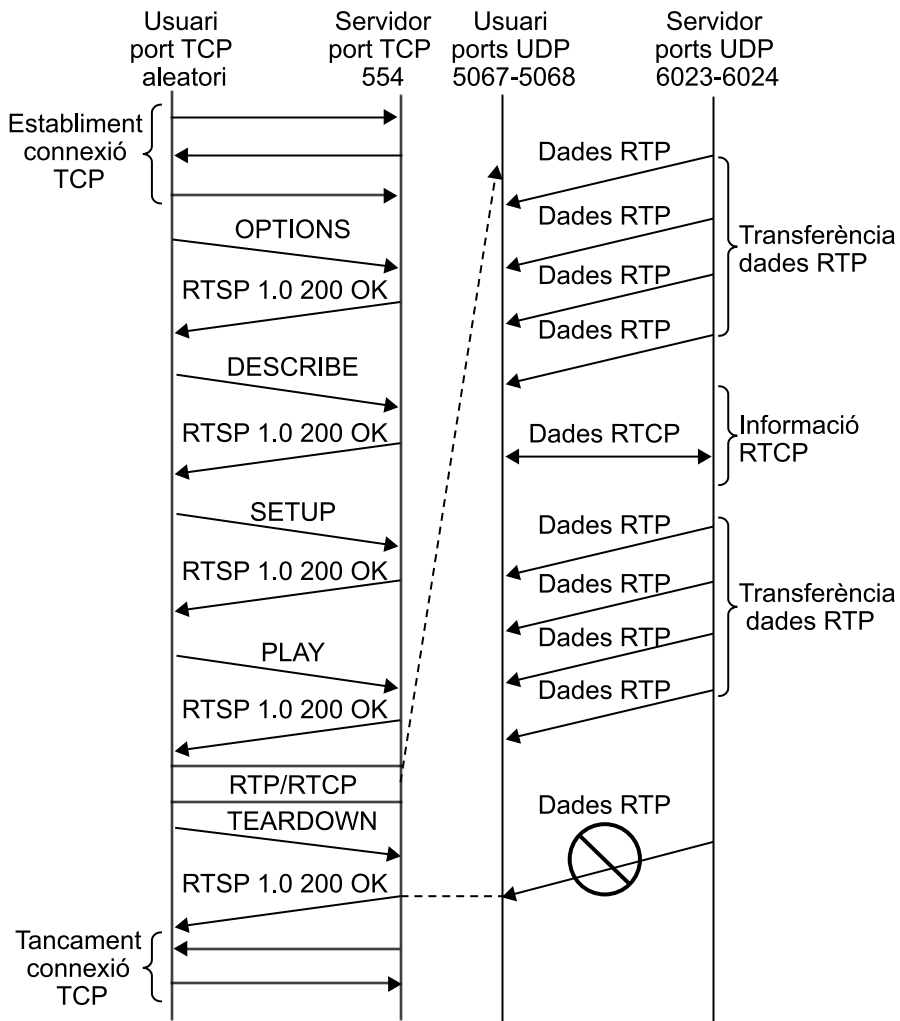 Usuari
port TCP
aleatori
Servidor
port TCP
554
Usuari
ports UDP
5067-5068
Servidor
ports UDP
6023-6024
Establiment
connexió
TCP
OPTIONS
RTSP 1.0 200 OK
DESCRIBE
RTSP 1.0 200 OK
SETUP
RTSP 1.0 200 OK
PLAY
RTSP 1.0 200 OK
RTP/RTCP
TEARDOWN
RTSP 1.0 200 OK
Tancament
connexió
TCP
Dades RTP
Dades RTP
Dades RTP
Dades RTP
Transferència
dades RTP
Dades RTCP
Informació
RTCP
Dades RTP
Dades RTP
Dades RTP
Dades RTP
Transferència
dades RTP
Dades RTP